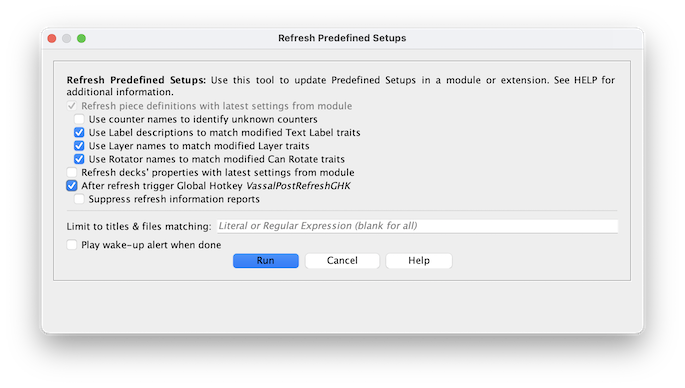 Refresh Predefined Setups
Refresh Predefined Setups: Use this tool to update Predefined Setups in a module or extension. See HELP for
additional information.
Refresh piece definitions with latest settings from module
Use counter names to identify unknown counters
Use Label descriptions to match modified Text Label traits
Use Layer names to match modified Layer traits
Use Rotator names to match modified Can Rotate traits
Refresh decks' properties with latest settings from module
After refresh trigger Global Hotkey VassalPostRefreshGHK
Suppress refresh information reports
Limit to titles & files matching: Literal or Regular Expression (blank for all)
Play wake-up alert when done
Run Cancel Help